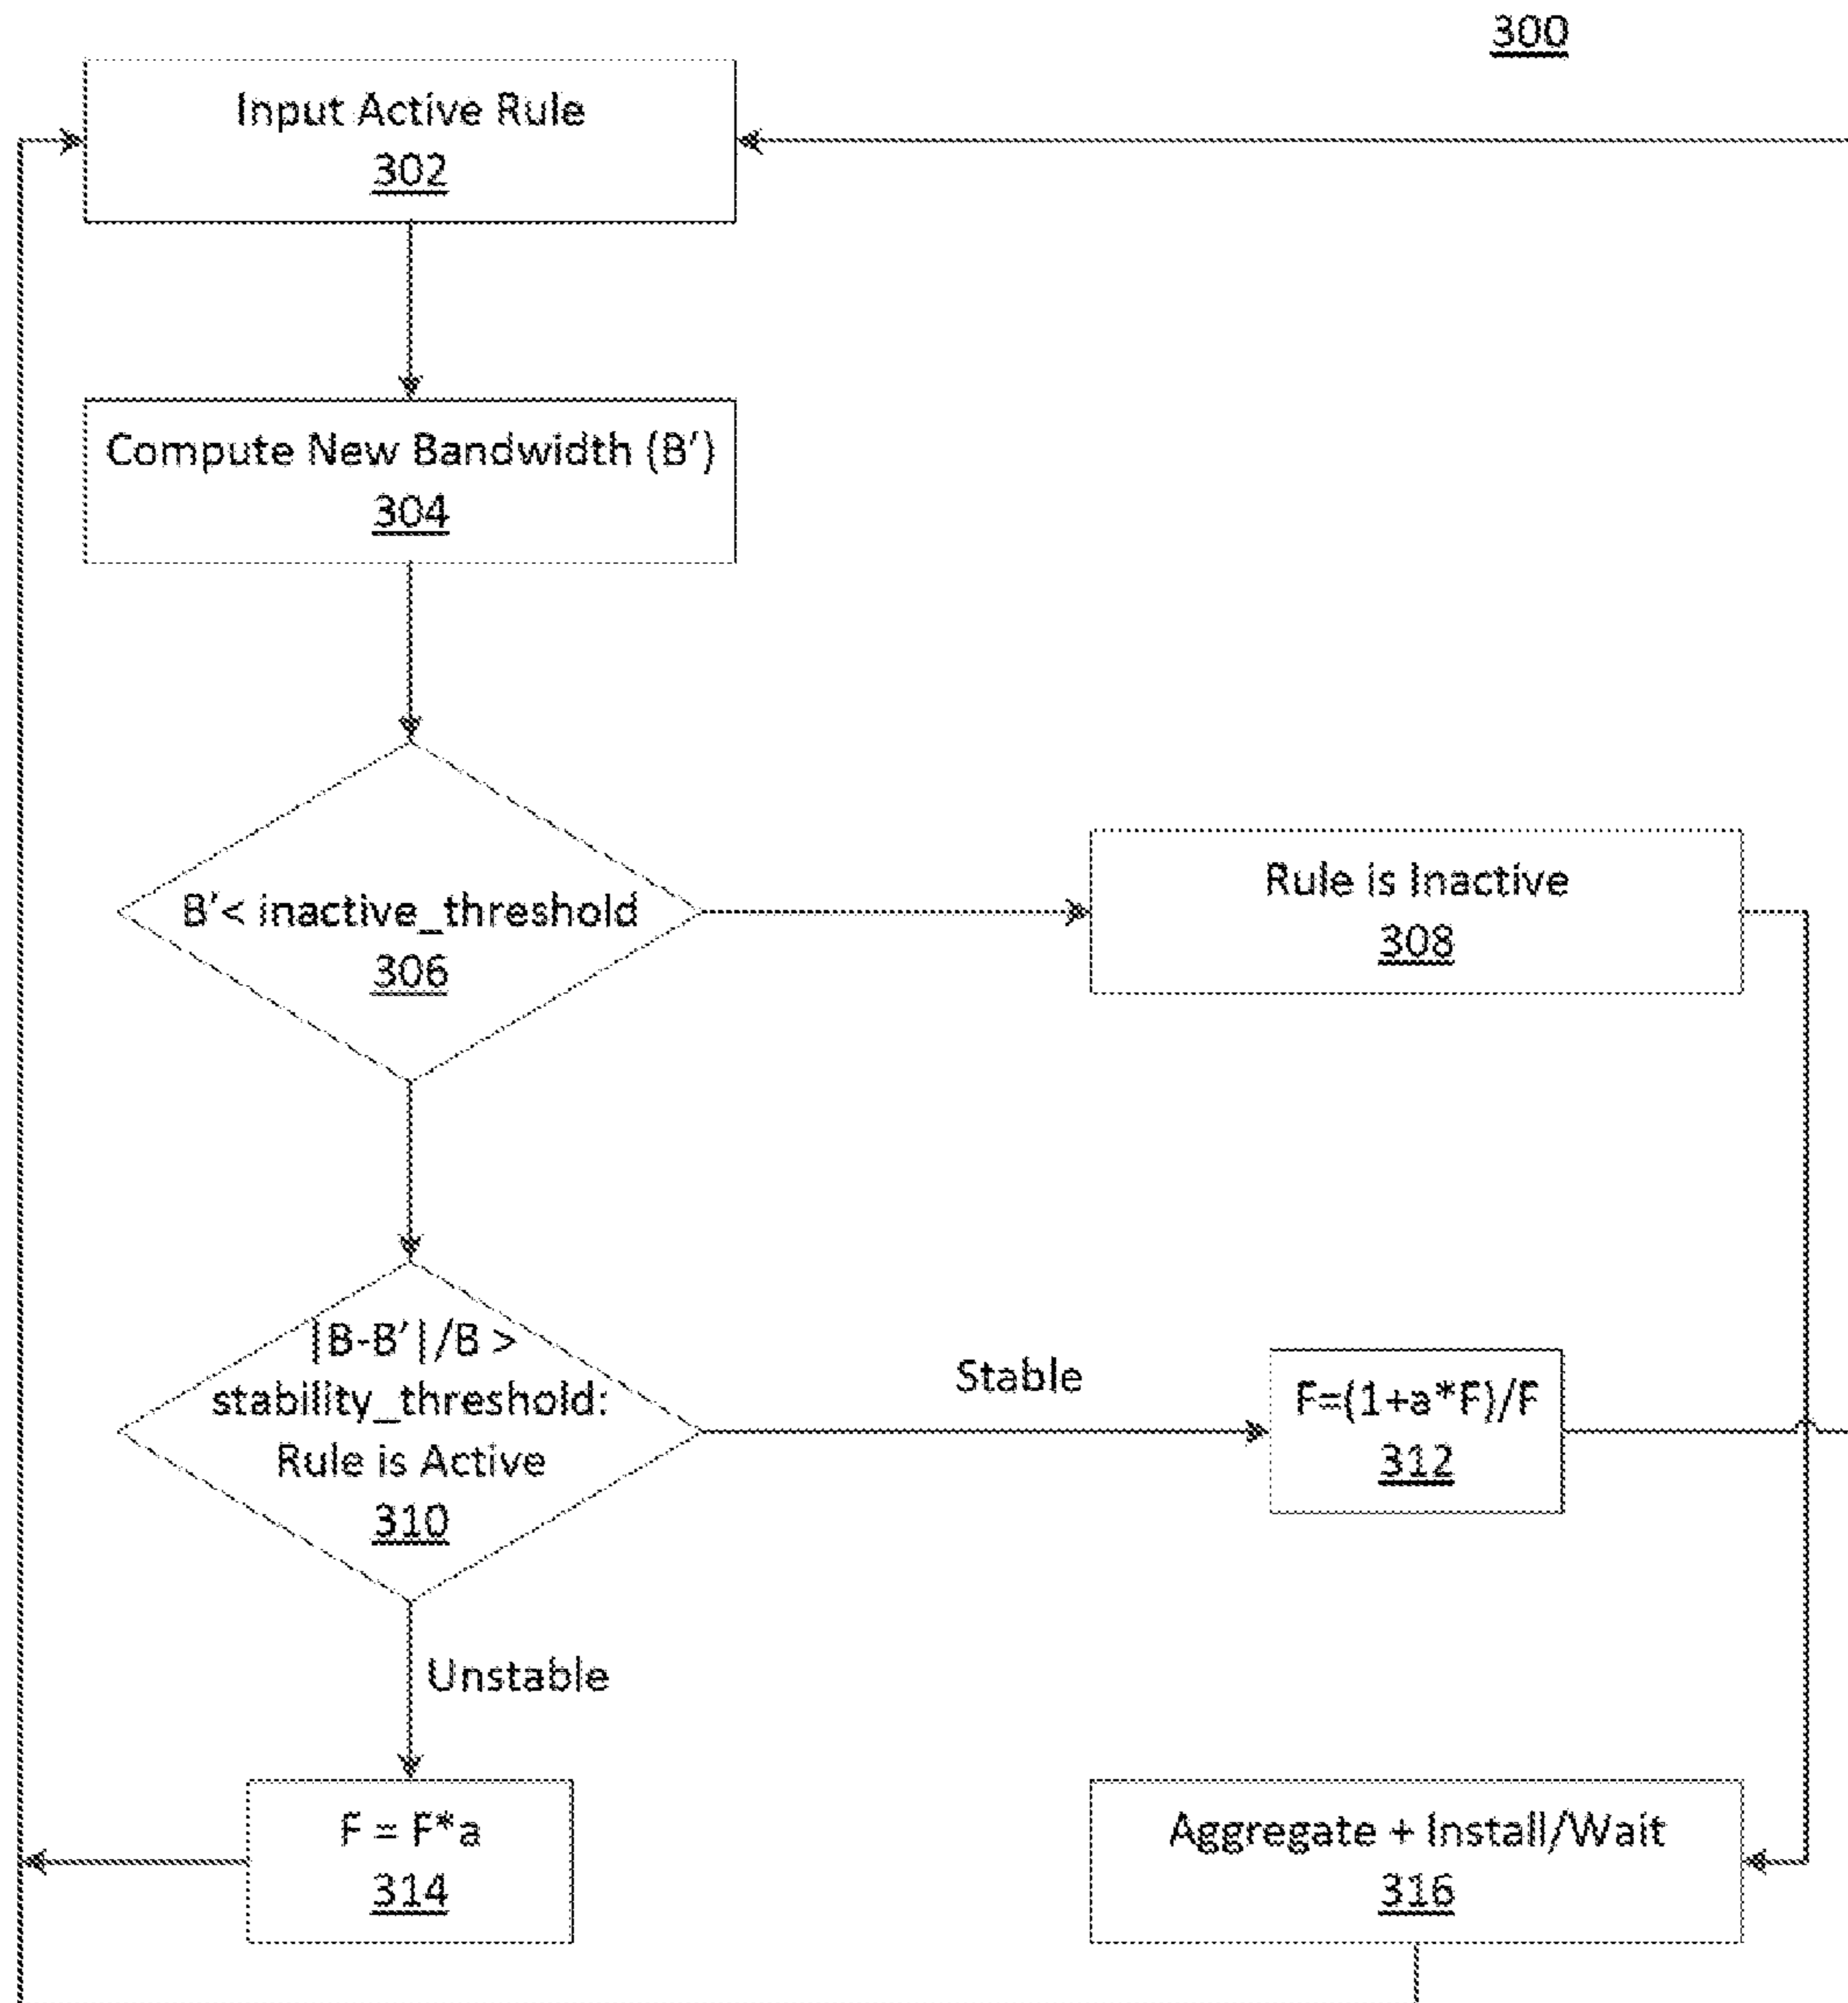 300
Input Active Rule
302
Compute New Bandwidth (B')
304
B'< inactive_threshold
306
Rule is Inactive
308
|B-B'|/B >
stability_threshold:
Rule is Active
310
Stable
F=(1+a*F)/F
312
Unstable
F = F*a
314
Aggregate + Install/Wait
316